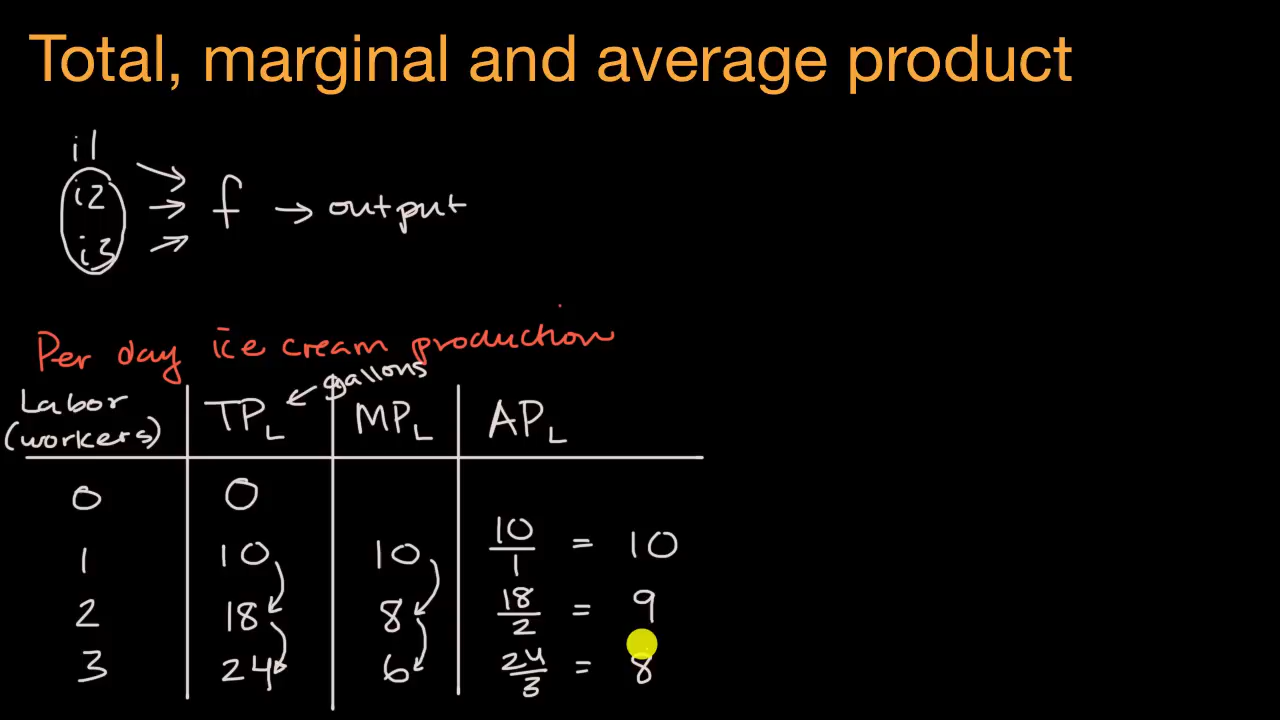 Total, marginal and average product
i1
i2 → f → output
i3
Per day ice cream production
← gallons
Labor (workers) TPL MPL APL
0 0
1 10 10 10/1 = 10
2 18 8 18/2 = 9
3 24 6 24/3 = 8